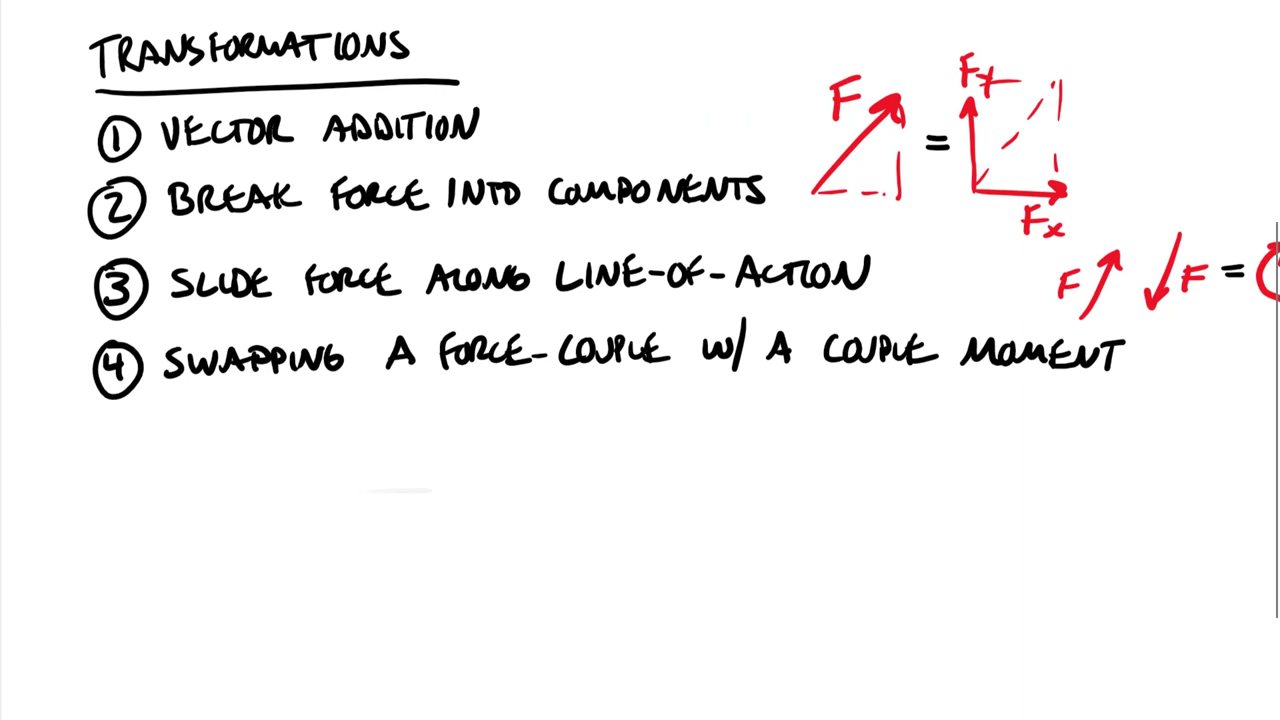 TRANSFORMATIONS
① VECTOR ADDITION
② BREAK FORCE INTO COMPONENTS
③ SLIDE FORCE ALONG LINE-OF-ACTION
④ SWAPPING A FORCE-COUPLE W/ A COUPLE MOMENT
F = Fy
Fx
F F =